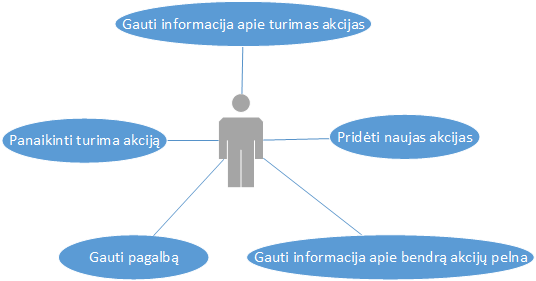 Gauti informacija apie turimas akcijas
Panaikinti turima akciją
Pridėti naujas akcijas
Gauti pagalbą
Gauti informacija apie bendrą akcijų pelna